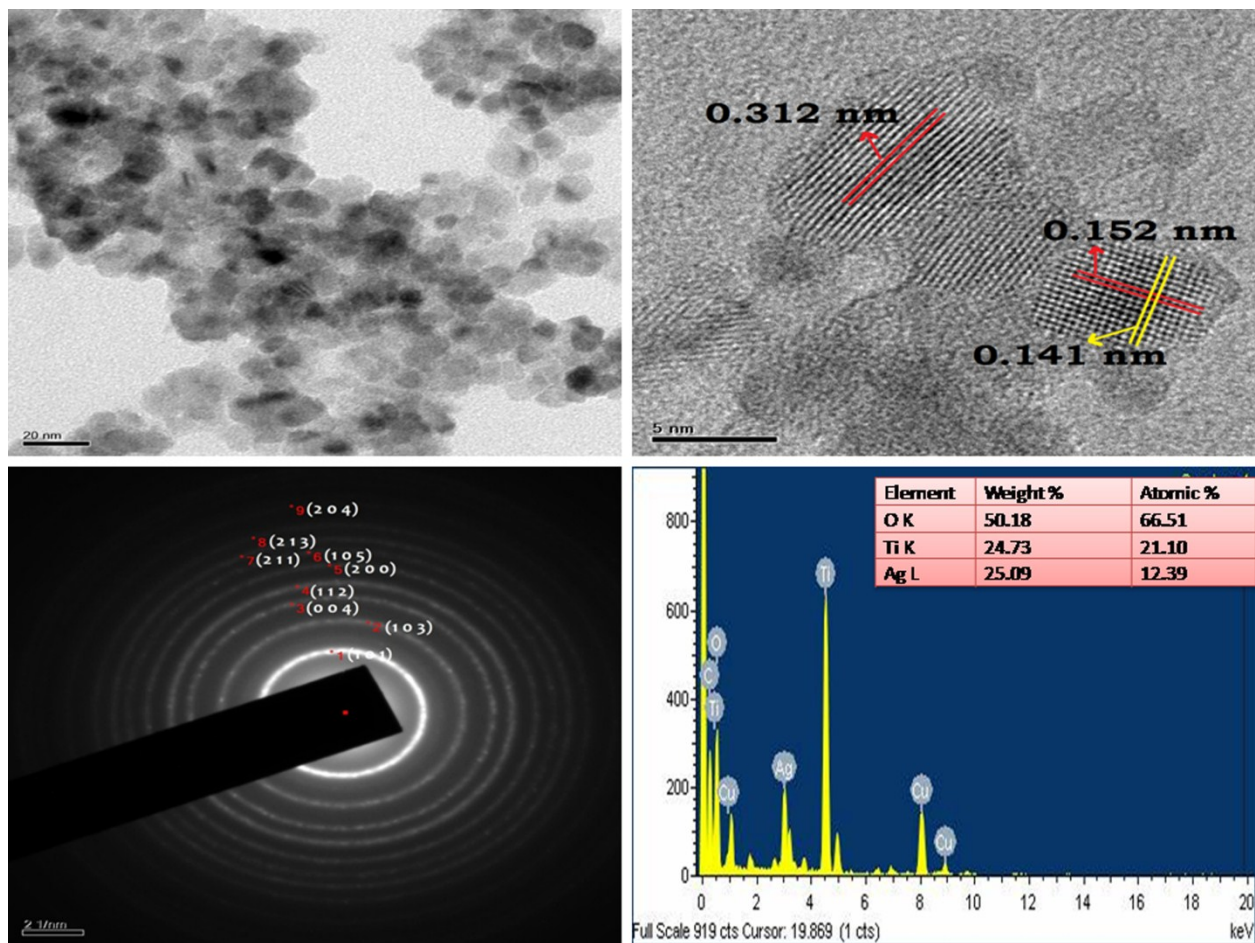 0.312 nm
0.152 nm
0.141 nm
20 nm
5 nm
9 (2 0 4)
8 (2 1 3)
6 (1 0 5)
7 (2 1 1)
5 (2 0 0)
4 (1 1 2)
3 (0 0 4)
2 (1 0 3)
1 (1 0 1)
2 1/nm
Element Weight % Atomic %
O K 50.18 66.51
Ti K 24.73 21.10
Ag L 25.09 12.39
800
600
400
200
0
Ti
O
C
Ti
Cu
Ag
Cu
Cu
0 2 4 6 8 10 12 14 16 18 20
Full Scale 919 cts Cursor: 19.869 (1 cts) keV